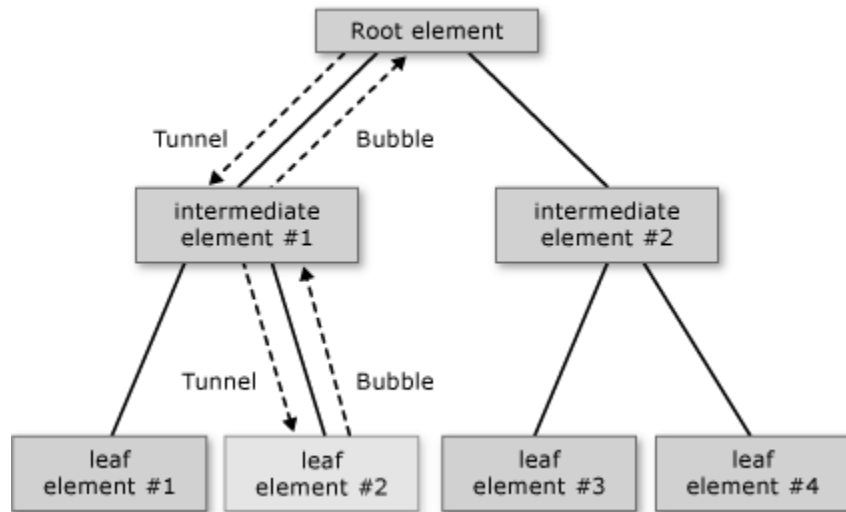 Root element
Tunnel
Bubble
intermediate
element #1
intermediate
element #2
Tunnel
Bubble
leaf
element #1
leaf
element #2
leaf
element #3
leaf
element #4